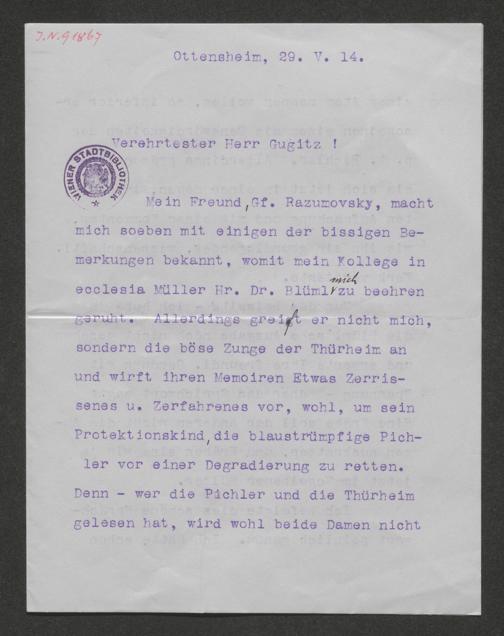 J.N. 91867
Ottensheim, 29. V. 14.
Verehrtester Herr Gugitz !
WIENER STADTBIBLIOTHEK
Mein Freund, Gf. Razumovsky, macht
mich soeben mit einigen der bissigen Be-
merkungen bekannt, womit mein Kollege in
ecclesia Müller Hr. Dr. Blüml mich zu beehren
geruht. Allerdings greift er nicht mich,
sondern die böse Zunge der Thürheim an
und wirft ihren Memoiren Etwas Zerris-
senes u. Zerfahrenes vor, wohl, um sein
Protektionskind, die blaustrümpfige Pich-
ler vor einer Degradierung zu retten.
Denn - wer die Pichler und die Thürheim
gelesen hat, wird wohl beide Damen nicht